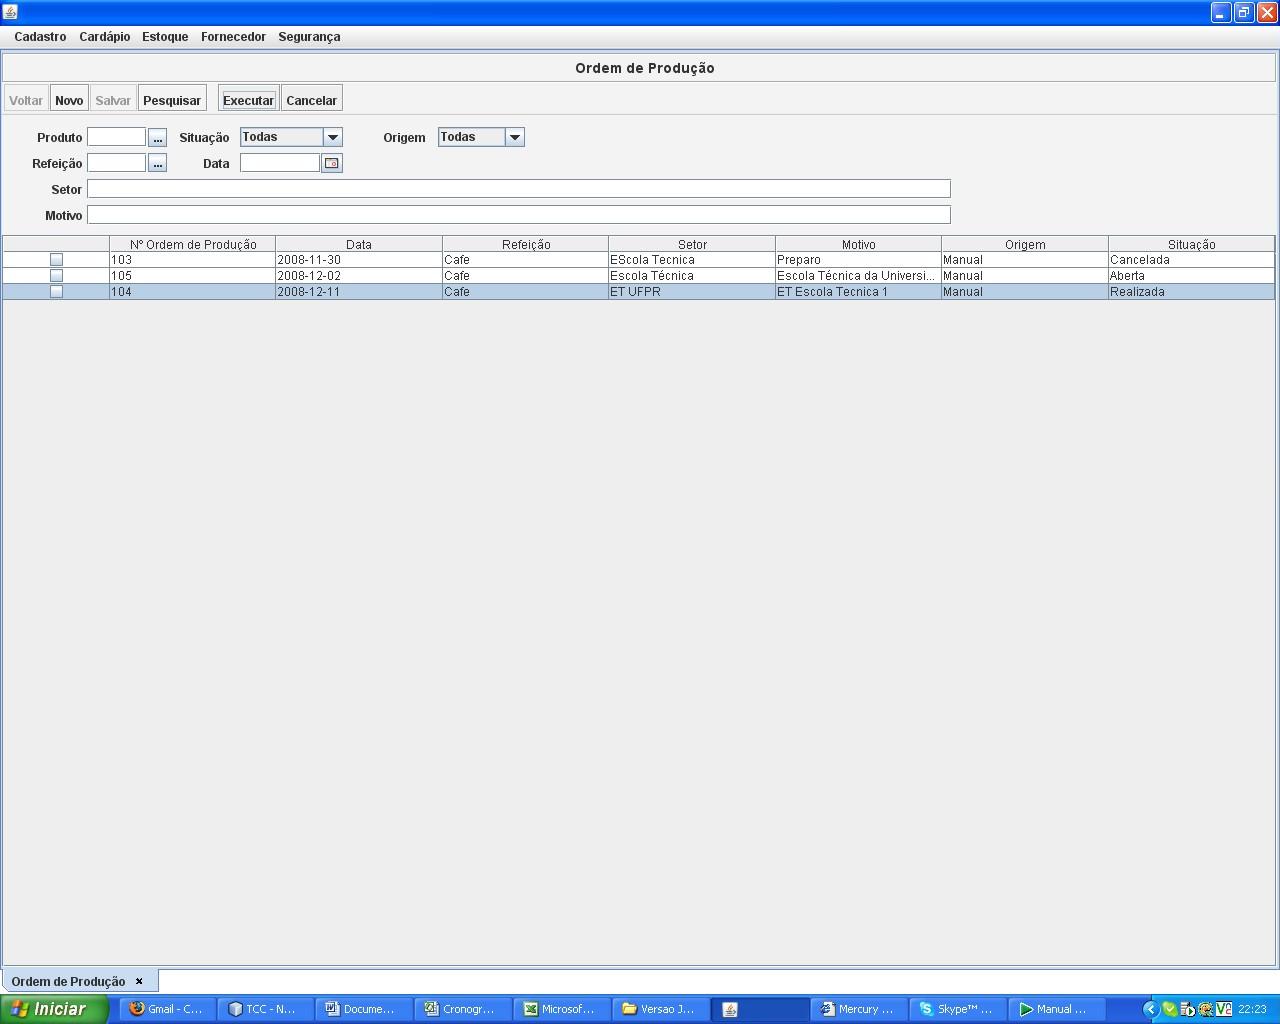 Cadastro Cardápio Estoque Fornecedor Segurança
Ordem de Produção
Voltar Novo Salvar Pesquisar Executar Cancelar
Produto ... Situação Todas Origem Todas
Refeição ... Data
Setor
Motivo
Nº Ordem de Produção Data Refeição Setor Motivo Origem Situação
103 2008-11-30 Cafe EScola Tecnica Preparo Manual Cancelada
105 2008-12-02 Cafe Escola Técnica Escola Técnica da Universi... Manual Aberta
104 2008-12-11 Cafe ET UFPR ET Escola Tecnica 1 Manual Realizada
Ordem de Produção ×
Iniciar Gmail - C... TCC - N... Docume... Cronogr... Microsof... Versao J... Mercury ... Skype™ ... Manual ... 22:23